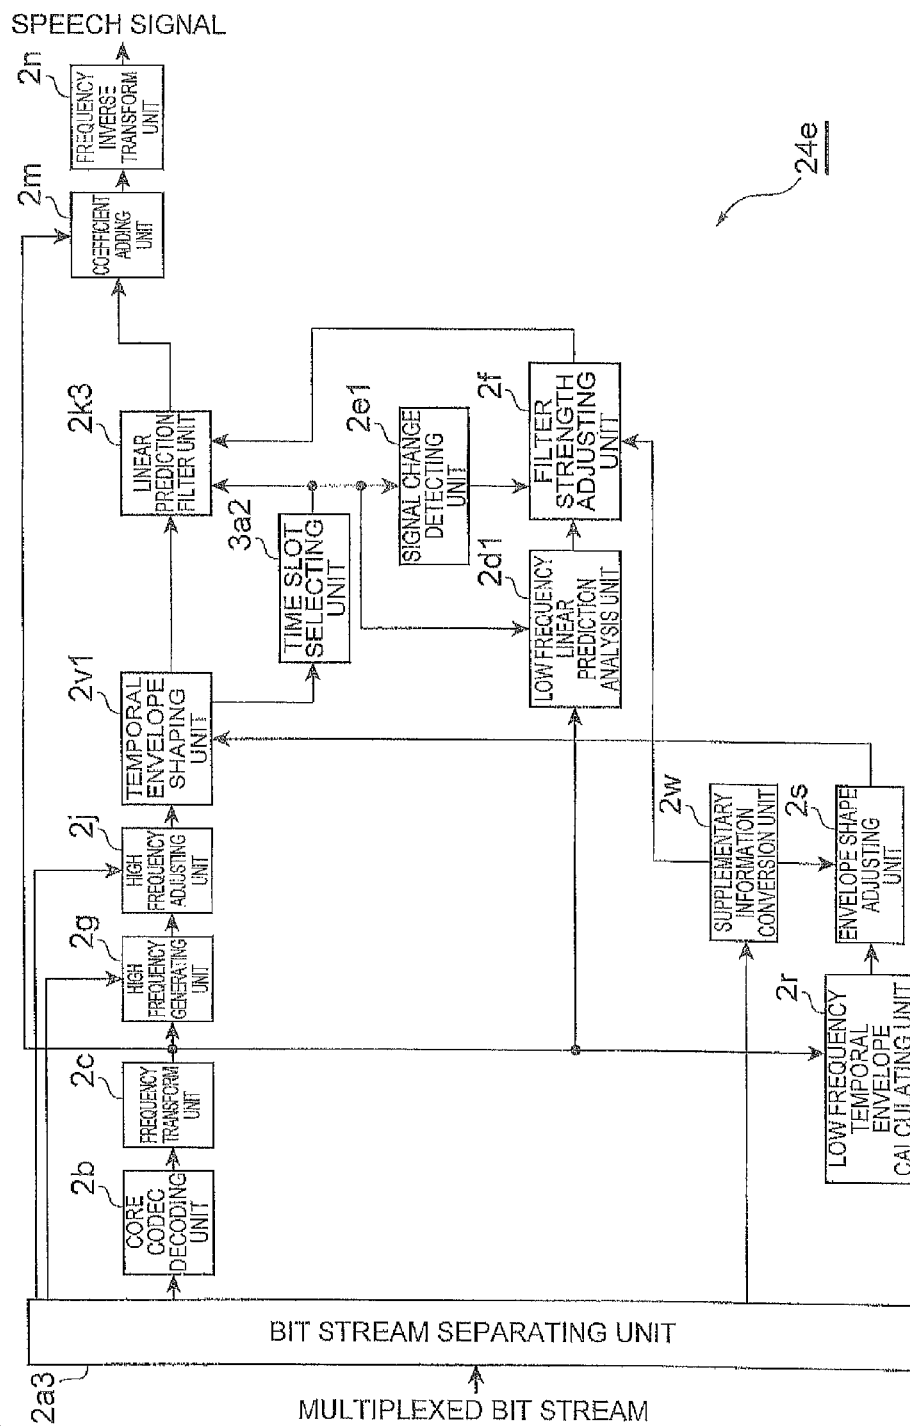 SPEECH SIGNAL
2n
FREQUENCY
INVERSE
TRANSFORM
UNIT
2m
COEFFICIENT
ADDING
UNIT
24e
2k3
LINEAR
PREDICTION
FILTER UNIT
2e1
SIGNAL CHANGE
DETECTING
UNIT
2f
FILTER
STRENGTH
ADJUSTING
UNIT
3a2
TIME SLOT
SELECTING
UNIT
2d1
LOW FREQUENCY
LINEAR
PREDICTION
ANALYSIS UNIT
2v1
TEMPORAL
ENVELOPE
SHAPING
UNIT
2j
HIGH
FREQUENCY
ADJUSTING
UNIT
2w
SUPPLEMENTARY
INFORMATION
CONVERSION UNIT
2s
ENVELOPE SHAPE
ADJUSTING
UNIT
2g
HIGH
FREQUENCY
GENERATING
UNIT
2r
LOW FREQUENCY
TEMPORAL
ENVELOPE
CALCULATING UNIT
2c
FREQUENCY
TRANSFORM
UNIT
2b
CORE
CODEC
DECODING
UNIT
BIT STREAM SEPARATING UNIT
2a3
MULTIPLEXED BIT STREAM